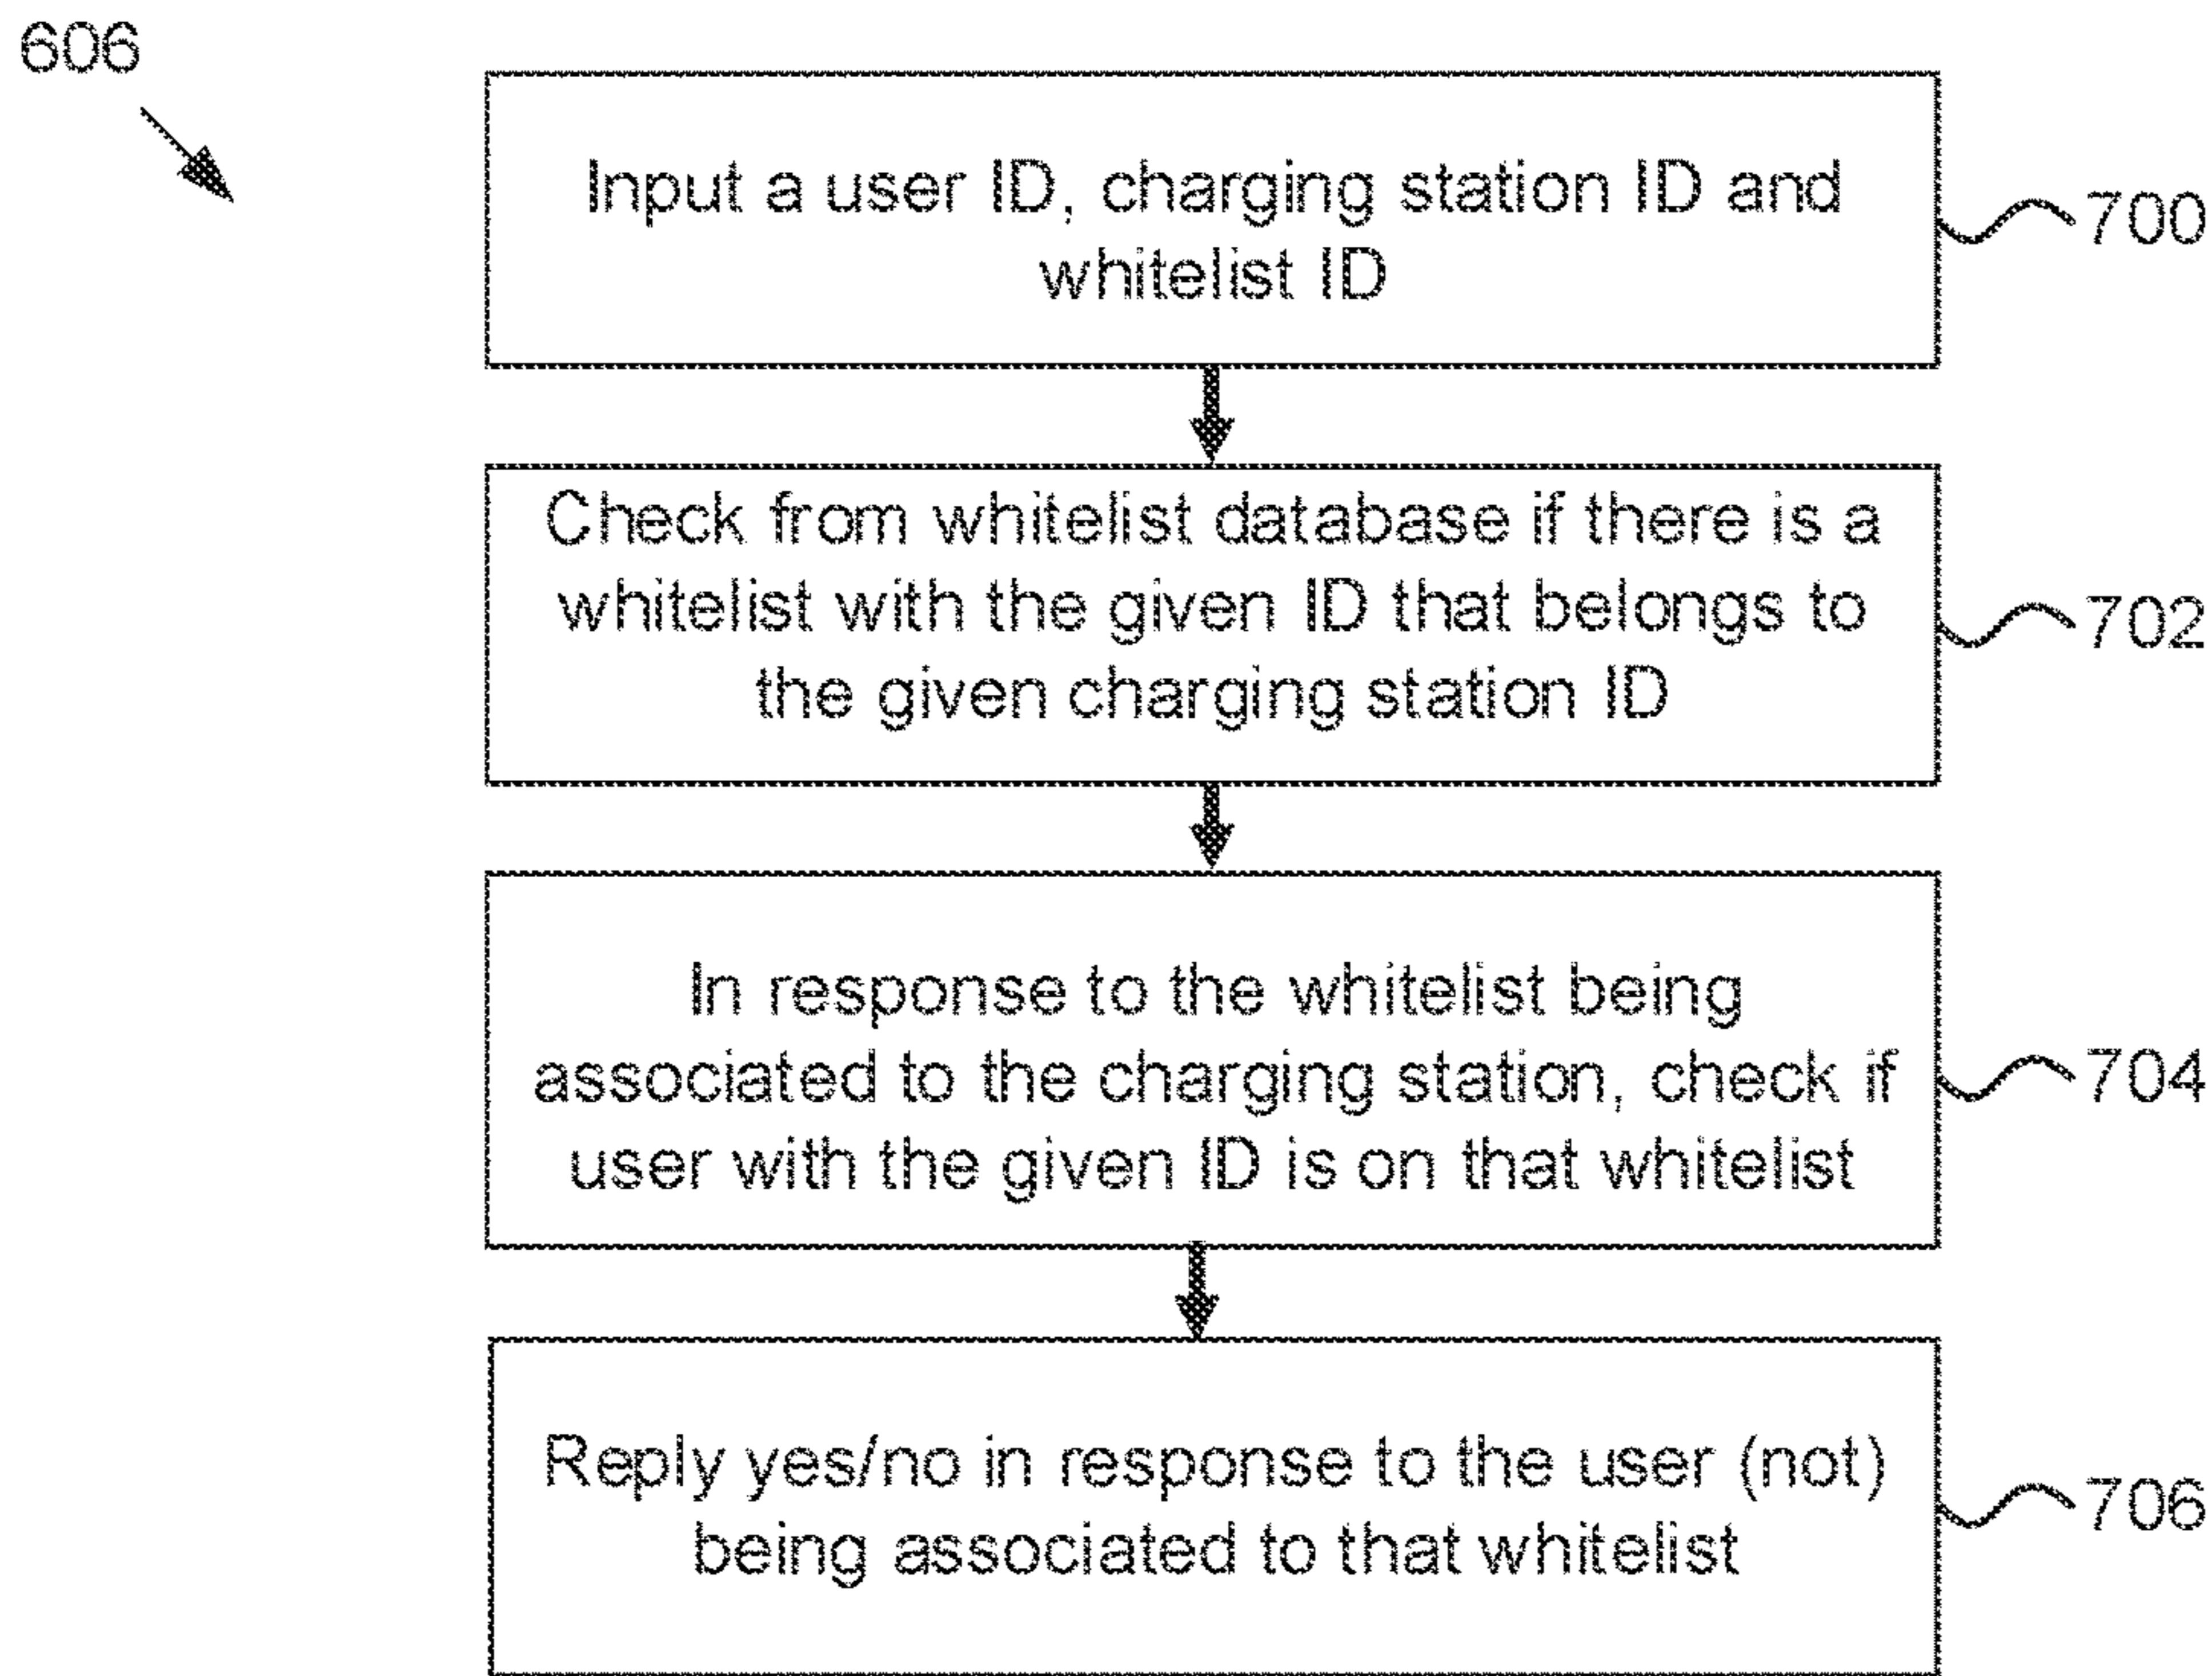 606
Input a user ID, charging station ID and
whitelist ID
700
Check from whitelist database if there is a
whitelist with the given ID that belongs to
the given charging station ID
702
In response to the whitelist being
associated to the charging station, check if
user with the given ID is on that whitelist
704
Reply yes/no in response to the user (not)
being associated to that whitelist
706